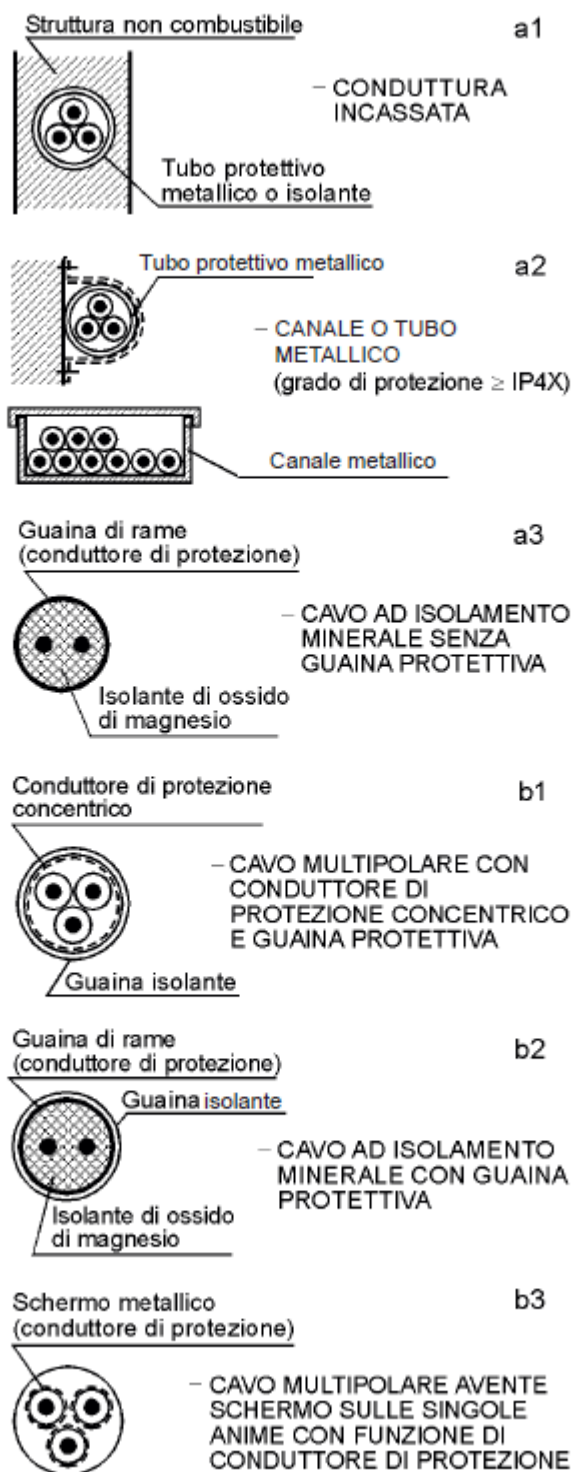 Struttura non combustibile
a1
– CONDUTTURA
INCASSATA
Tubo protettivo
metallico o isolante
Tubo protettivo metallico
a2
– CANALE O TUBO
METALLICO
(grado di protezione ≥ IP4X)
Canale metallico
Guaina di rame
(conduttore di protezione)
a3
– CAVO AD ISOLAMENTO
MINERALE SENZA
GUAINA PROTETTIVA
Isolante di ossido
di magnesio
Conduttore di protezione
concentrico
b1
– CAVO MULTIPOLARE CON
CONDUTTORE DI
PROTEZIONE CONCENTRICO
E GUAINA PROTETTIVA
Guaina isolante
Guaina di rame
(conduttore di protezione)
b2
Guaina isolante
– CAVO AD ISOLAMENTO
MINERALE CON GUAINA
PROTETTIVA
Isolante di ossido
di magnesio
Schermo metallico
(conduttore di protezione)
b3
– CAVO MULTIPOLARE AVENTE
SCHERMO SULLE SINGOLE
ANIME CON FUNZIONE DI
CONDUTTORE DI PROTEZIONE